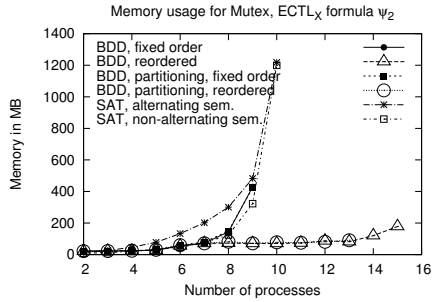 Memory usage for Mutex, ECTLX formula ψ2
1400
1200
1000
800
600
400
200
0
Memory in MB
BDD, fixed order
BDD, reordered
BDD, partitioning, fixed order
BDD, partitioning, reordered
SAT, alternating sem.
SAT, non-alternating sem.
2 4 6 8 10 12 14 16
Number of processes